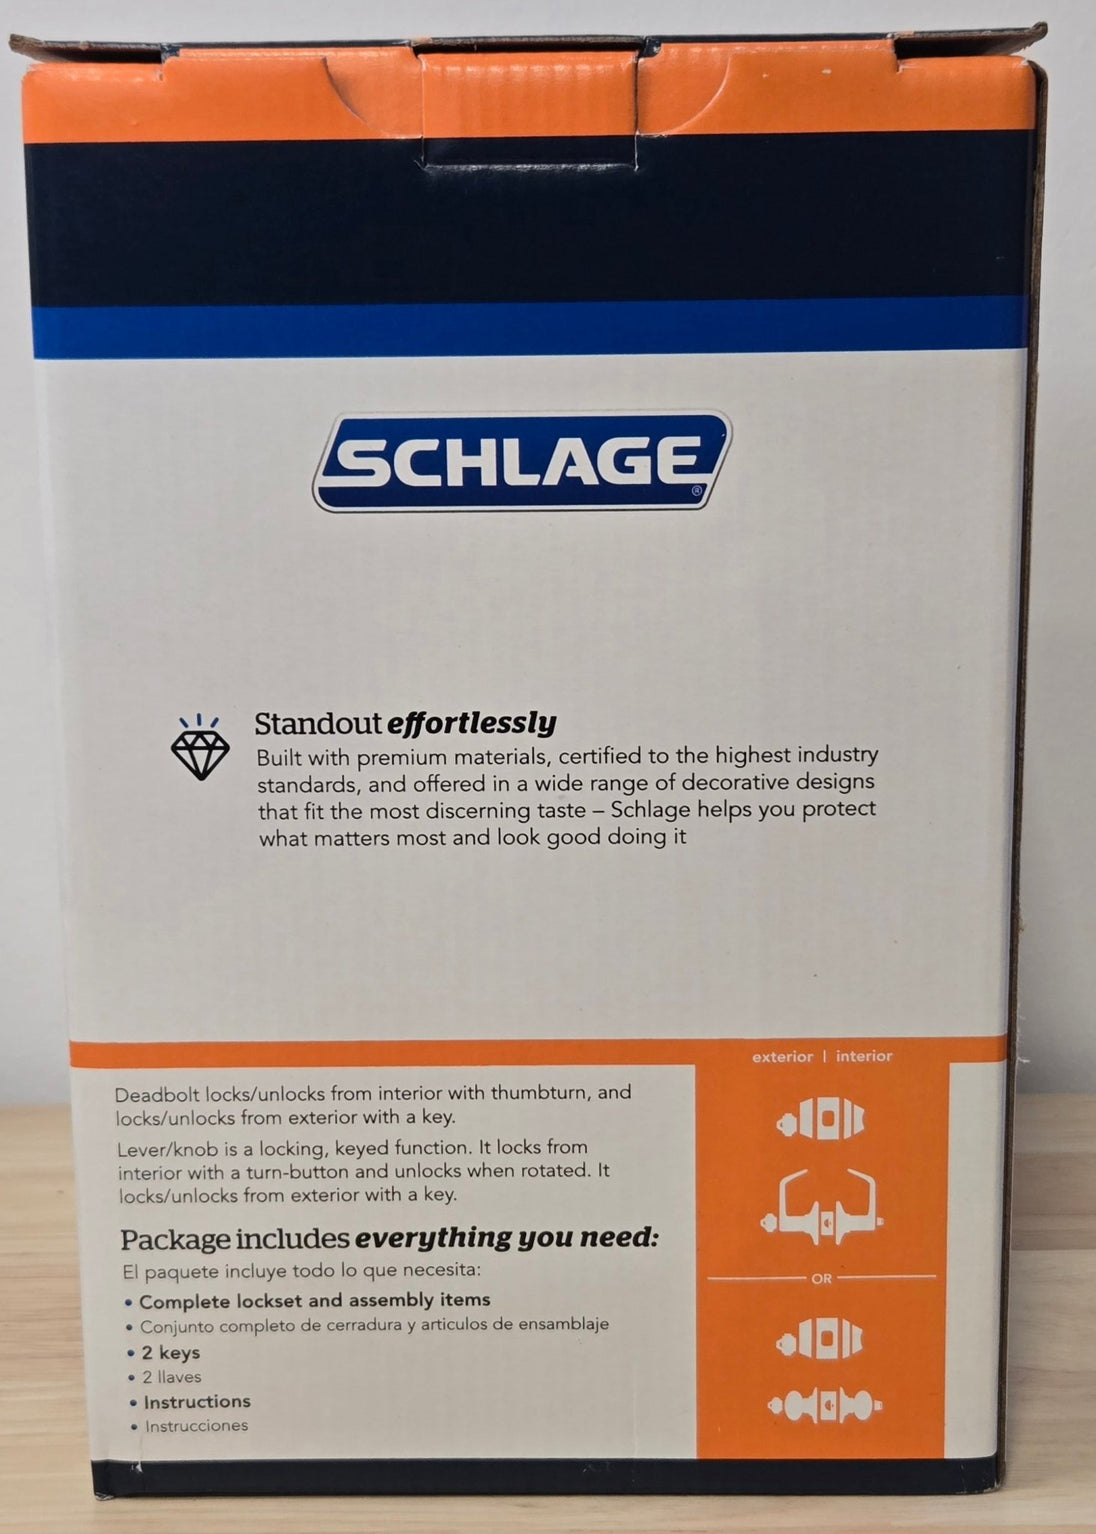 SCHLAGE
®
Standout effortlessly
Built with premium materials, certified to the highest industry
standards, and offered in a wide range of decorative designs
that fit the most discerning taste – Schlage helps you protect
what matters most and look good doing it
exterior | interior
Deadbolt locks/unlocks from interior with thumbturn, and
locks/unlocks from exterior with a key.
Lever/knob is a locking, keyed function. It locks from
interior with a turn-button and unlocks when rotated. It
locks/unlocks from exterior with a key.
Package includes everything you need:
El paquete incluye todo lo que necesita:
• Complete lockset and assembly items
• Conjunto completo de cerradura y articulos de ensamblaje
• 2 keys
• 2 llaves
• Instructions
• Instrucciones
OR